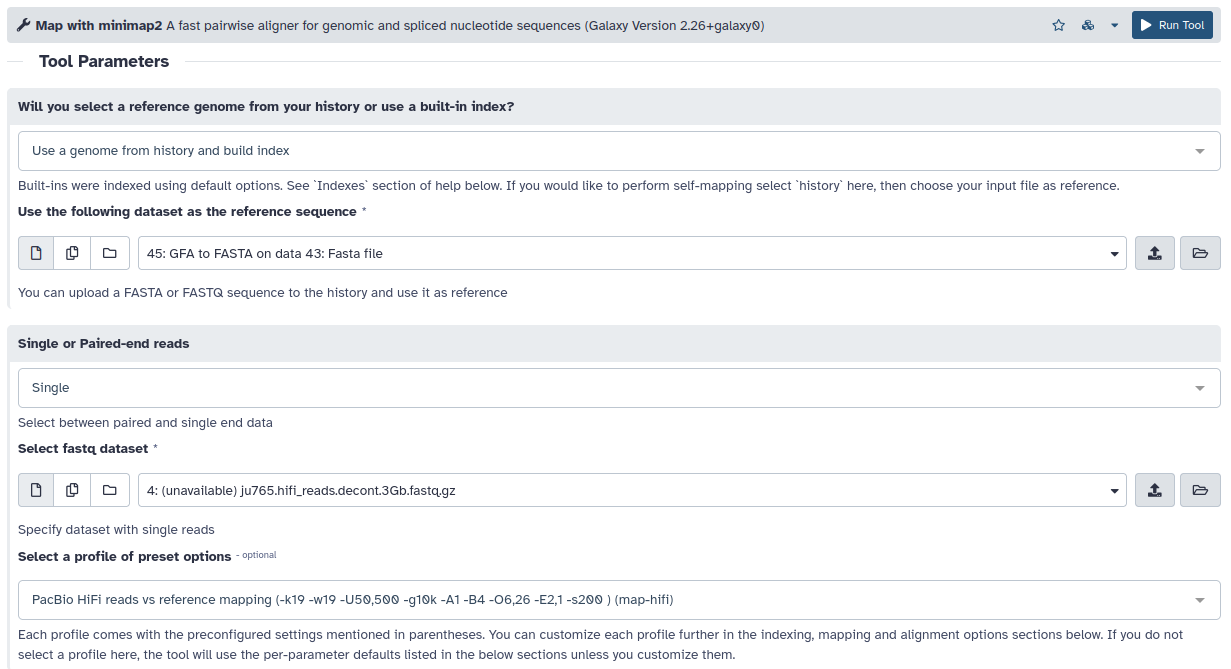 Map with minimap2 A fast pairwise aligner for genomic and spliced nucleotide sequences (Galaxy Version 2.26+galaxy0)
Run Tool
Tool Parameters
Will you select a reference genome from your history or use a built-in index?
Use a genome from history and build index
Built-ins were indexed using default options. See `Indexes` section of help below. If you would like to perform self-mapping select `history` here, then choose your input file as reference.
Use the following dataset as the reference sequence *
45: GFA to FASTA on data 43: Fasta file
You can upload a FASTA or FASTQ sequence to the history and use it as reference
Single or Paired-end reads
Single
Select between paired and single end data
Select fastq dataset *
4: (unavailable) ju765.hifi_reads.decont.3Gb.fastq.gz
Specify dataset with single reads
Select a profile of preset options - optional
PacBio HiFi reads vs reference mapping (-k19 -w19 -U50,500 -g10k -A1 -B4 -O6,26 -E2,1 -s200 ) (map-hifi)
Each profile comes with the preconfigured settings mentioned in parentheses. You can customize each profile further in the indexing, mapping and alignment options sections below. If you do not
select a profile here, the tool will use the per-parameter defaults listed in the below sections unless you customize them.